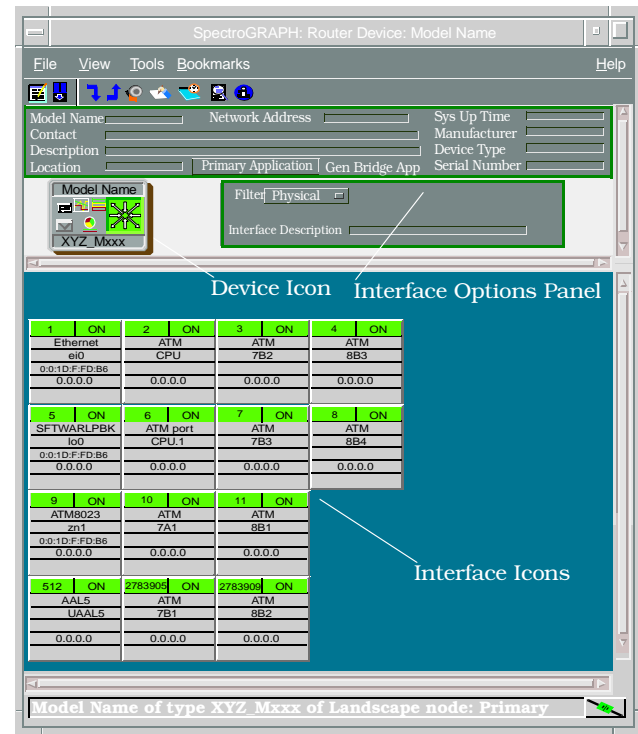 SpectroGRAPH: Router Device: Model Name
File View Tools Bookmarks Help
Model Name Network Address Sys Up Time
Contact Manufacturer
Description Device Type
Location Primary Application Gen Bridge App Serial Number
Model Name
XYZ_Mxxx
Filter Physical
Interface Description
Device Icon Interface Options Panel
1 ON 2 ON 3 ON 4 ON
Ethernet ATM ATM ATM
ei0 CPU 7B2 8B3
0:0:1D:F:FD:B6
0.0.0.0 0.0.0.0 0.0.0.0 0.0.0.0
5 ON 6 ON 7 ON 8 ON
SFTWARLPBK ATM port ATM ATM
lo0 CPU.1 7B3 8B4
0:0:1D:F:FD:B6
0.0.0.0 0.0.0.0 0.0.0.0 0.0.0.0
9 ON 10 ON 11 ON
ATM8023 ATM ATM
zn1 7A1 8B1
0:0:1D:F:FD:B6
0.0.0.0 0.0.0.0 0.0.0.0
Interface Icons
512 ON 2783905 ON 2783909 ON
AAL5 ATM ATM
UAAL5 7B1 8B2
0.0.0.0 0.0.0.0 0.0.0.0
Model Name of type XYZ_Mxxx of Landscape node: Primary